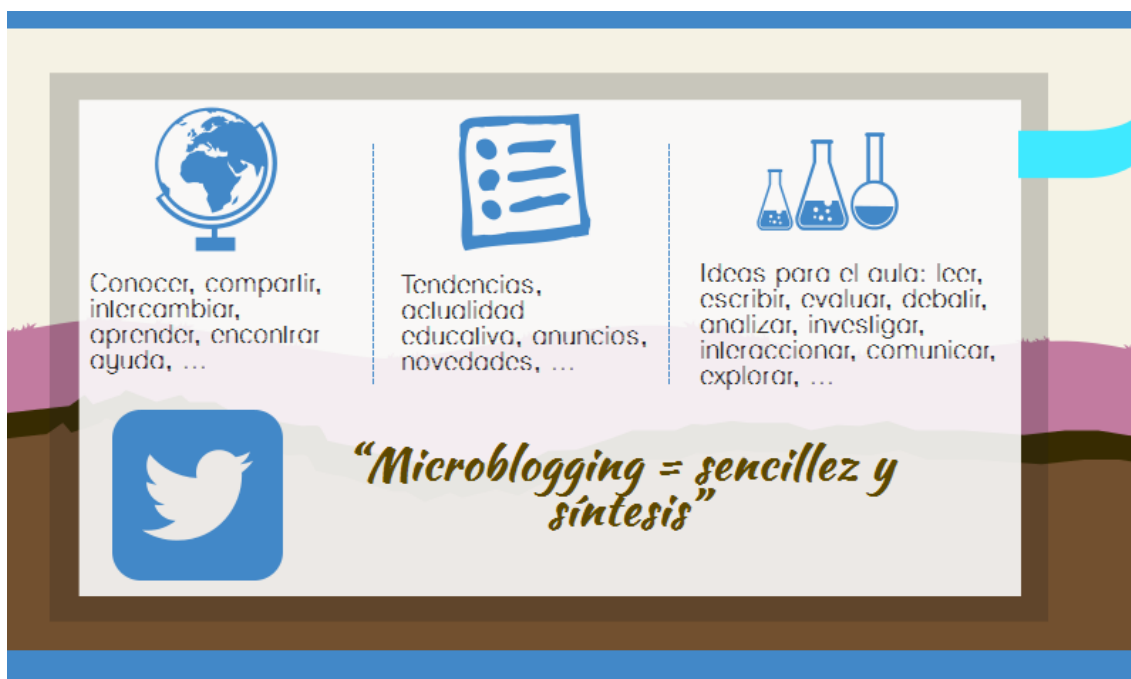 Conocer, compartir,
intercambiar,
aprender, encontrar
ayuda, ...
Tendencias,
actualidad
educativa, anuncios,
novedades, ...
Ideas para el aula: leer,
escribir, evaluar, debatir,
analizar, investigar,
interaccionar, comunicar,
explorar, ...
“Microblogging = sencillez y
síntesis”